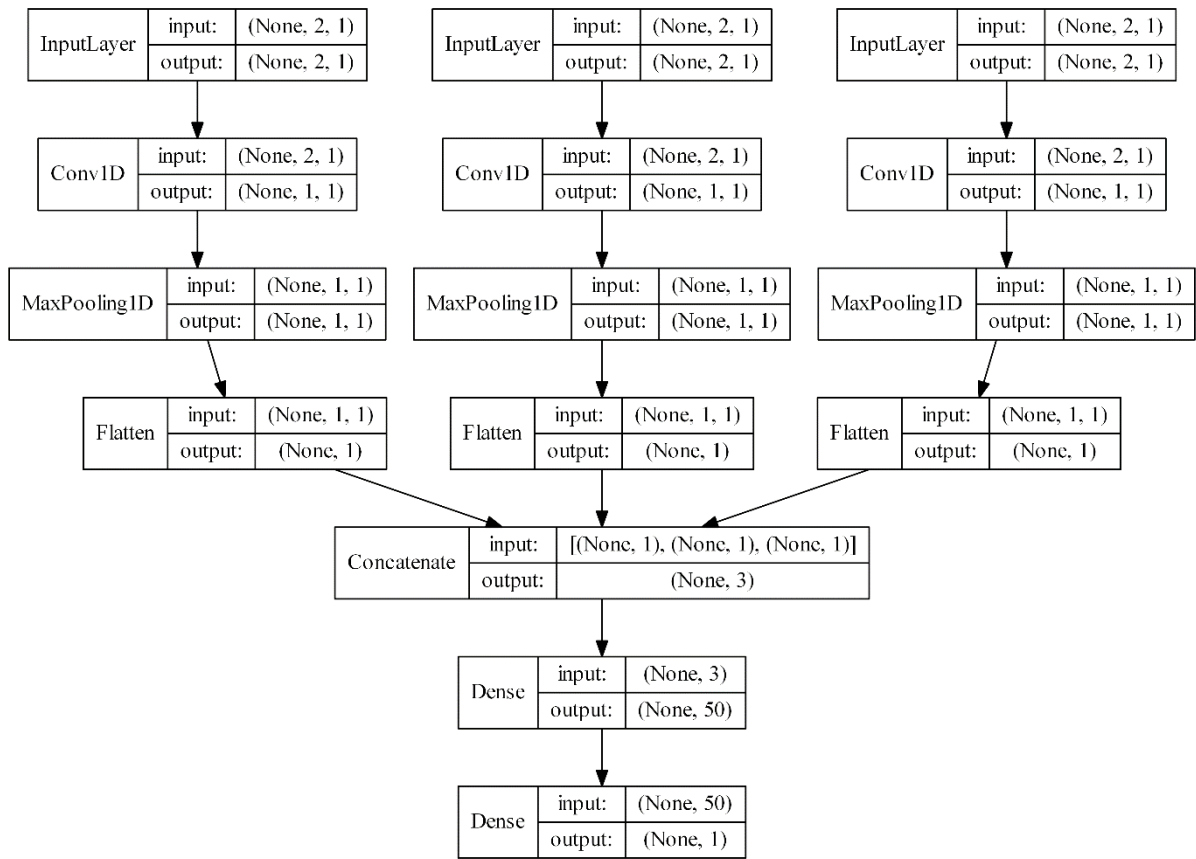 InputLayer input: (None, 2, 1)
output: (None, 2, 1)
InputLayer input: (None, 2, 1)
output: (None, 2, 1)
InputLayer input: (None, 2, 1)
output: (None, 2, 1)
Conv1D input: (None, 2, 1)
output: (None, 1, 1)
Conv1D input: (None, 2, 1)
output: (None, 1, 1)
Conv1D input: (None, 2, 1)
output: (None, 1, 1)
MaxPooling1D input: (None, 1, 1)
output: (None, 1, 1)
MaxPooling1D input: (None, 1, 1)
output: (None, 1, 1)
MaxPooling1D input: (None, 1, 1)
output: (None, 1, 1)
Flatten input: (None, 1, 1)
output: (None, 1)
Flatten input: (None, 1, 1)
output: (None, 1)
Flatten input: (None, 1, 1)
output: (None, 1)
Concatenate input: [(None, 1), (None, 1), (None, 1)]
output: (None, 3)
Dense input: (None, 3)
output: (None, 50)
Dense input: (None, 50)
output: (None, 1)